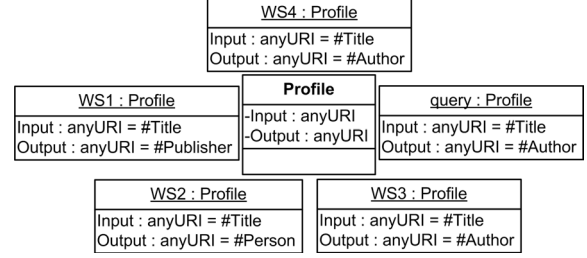 WS4 : Profile
Input : anyURI = #Title
Output : anyURI = #Author
WS1 : Profile
Input : anyURI = #Title
Output : anyURI = #Publisher
Profile
-Input : anyURI
-Output : anyURI
query : Profile
Input : anyURI = #Title
Output : anyURI = #Author
WS2 : Profile
Input : anyURI = #Title
Output : anyURI = #Person
WS3 : Profile
Input : anyURI = #Title
Output : anyURI = #Author